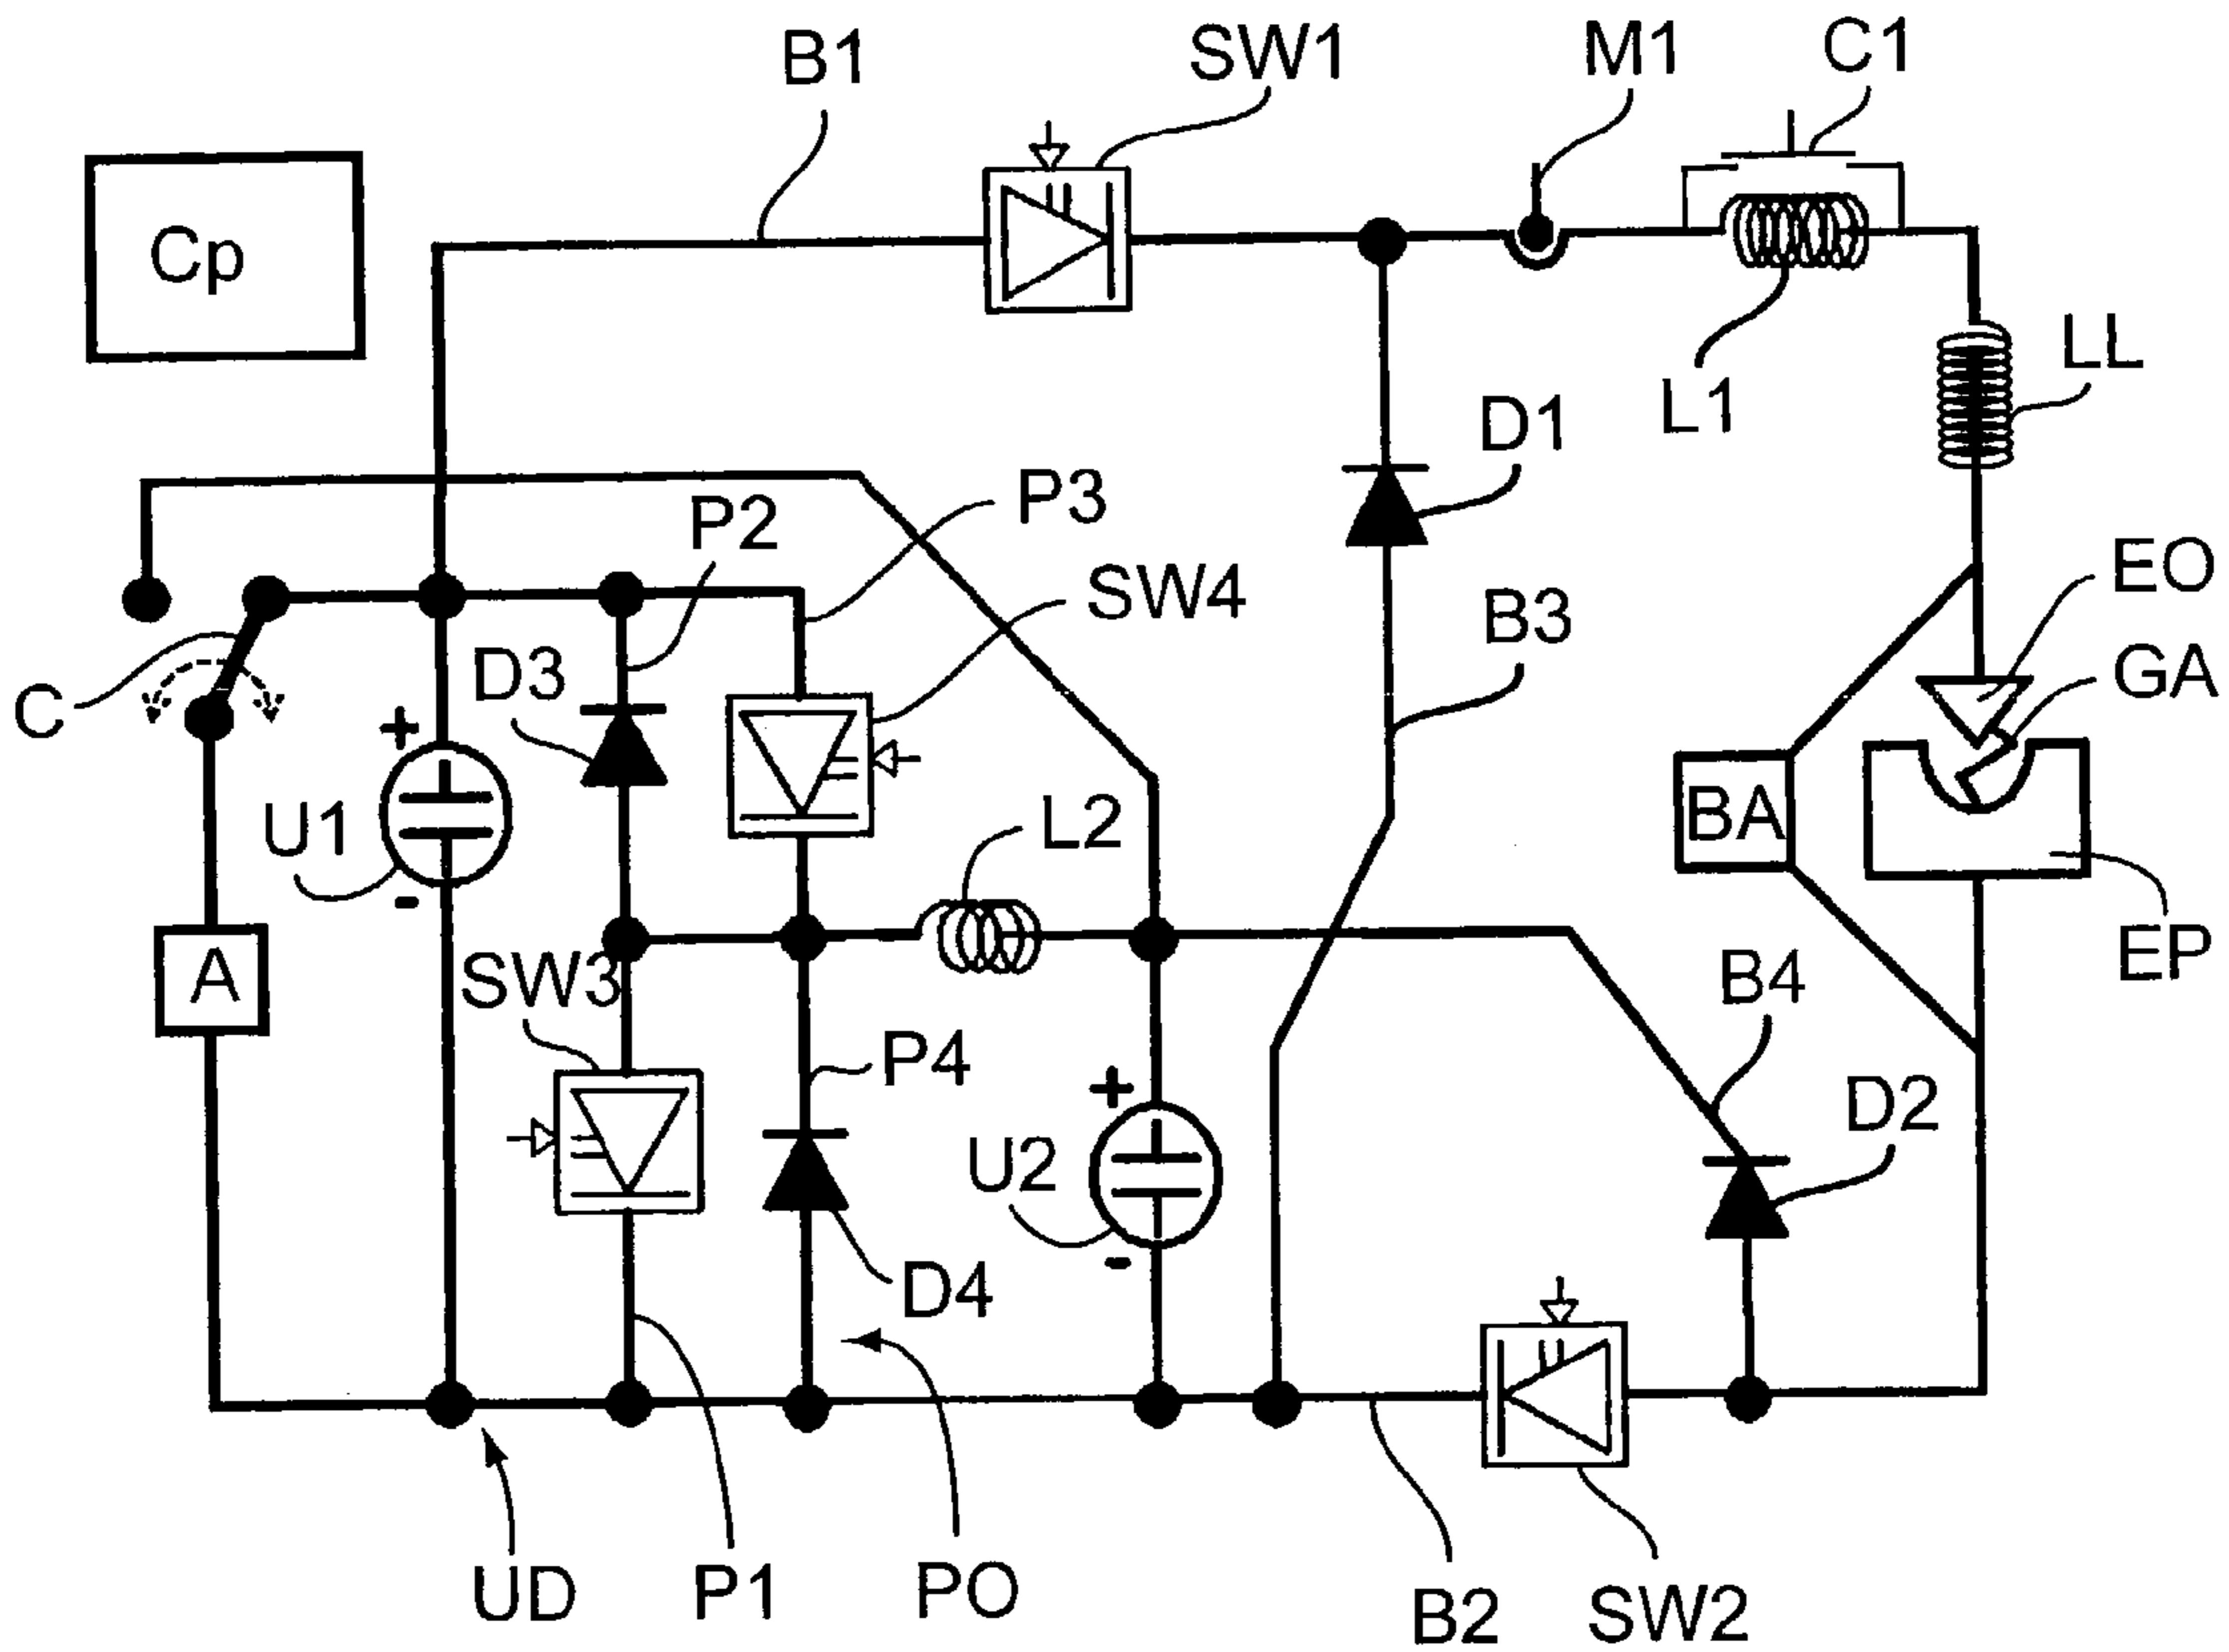 B1
SW1
M1
C1
Cp
L1
LL
D1
P2
P3
SW4
EO
GA
B3
D3
C
+
U1
-
L2
BA
EP
A
SW3
B4
P4
D2
+
U2
-
D4
UD
P1
PO
B2
SW2